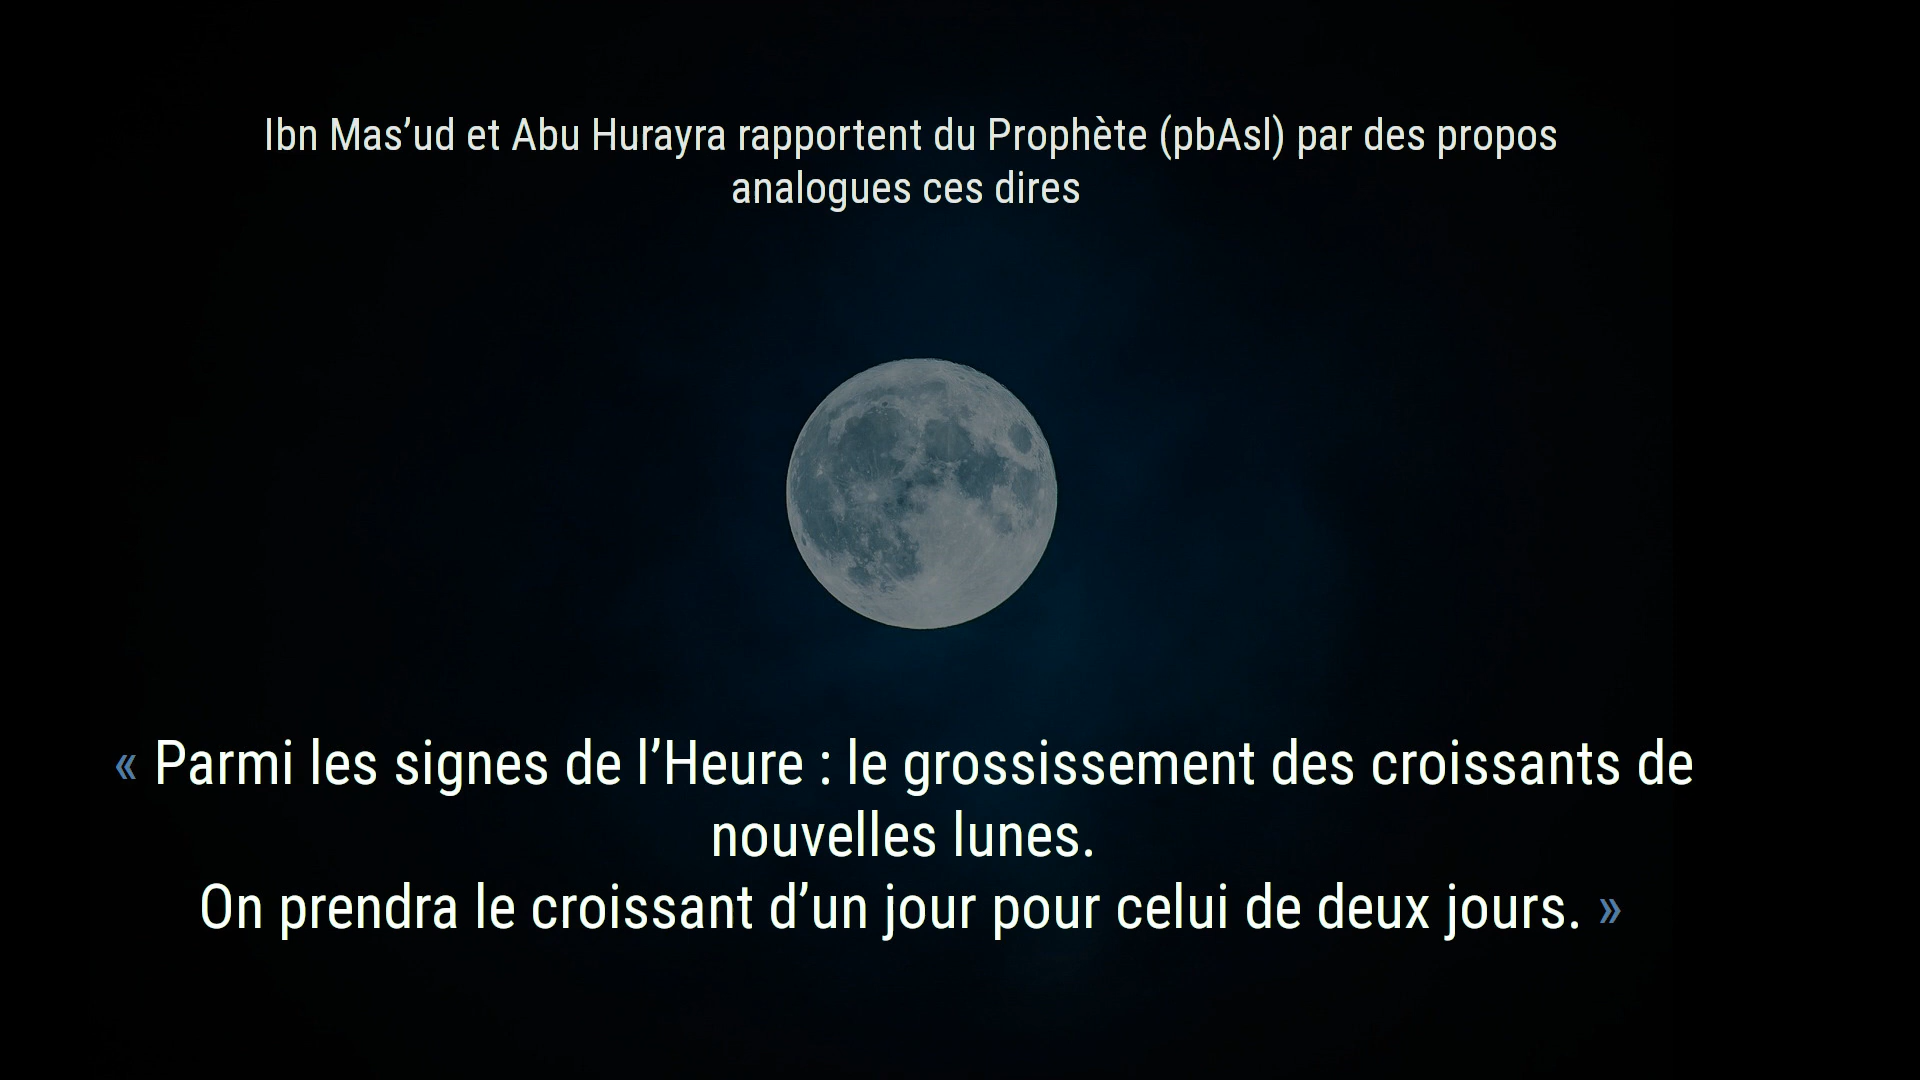 Ibn Mas’ud et Abu Hurayra rapportent du Prophète (pbAsl) par des propos
analogues ces dires
« Parmi les signes de l’Heure : le grossissement des croissants de
nouvelles lunes.
On prendra le croissant d’un jour pour celui de deux jours. »